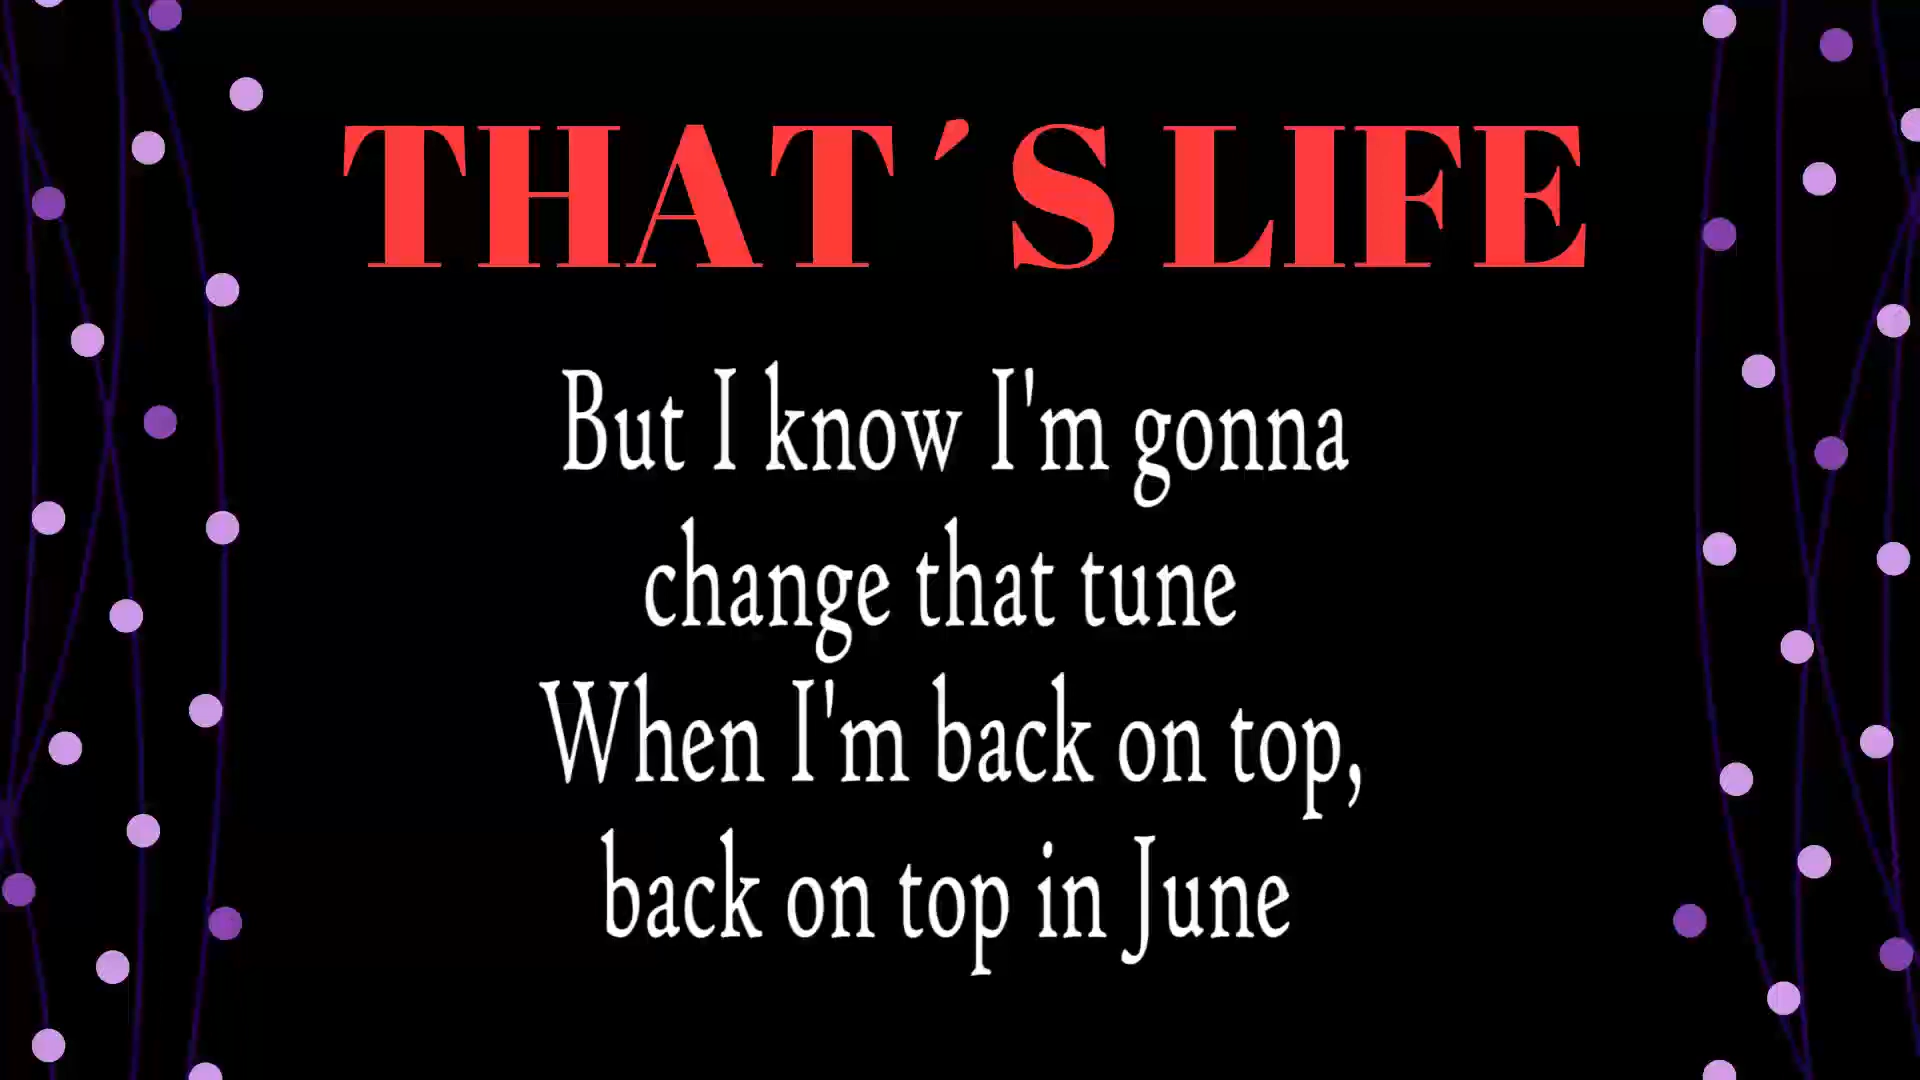 THAT´S LIFE
But I know I'm gonna
change that tune
When I'm back on top,
back on top in June